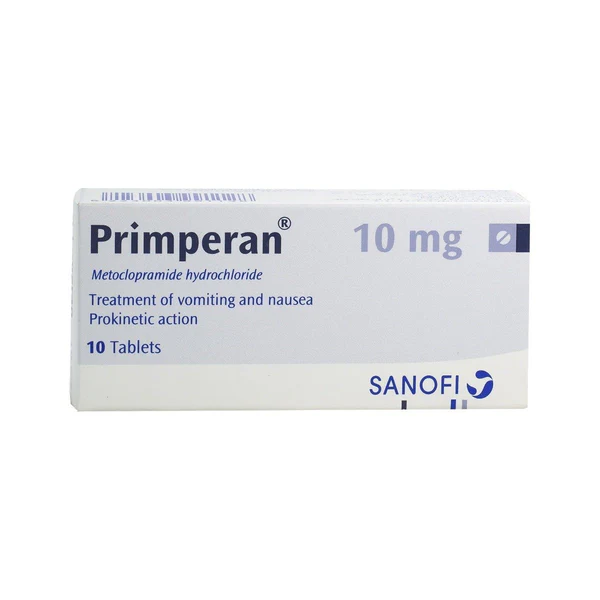 Primperan® 10 mg
Metoclopramide hydrochloride
Treatment of vomiting and nausea
Prokinetic action
10 Tablets
SANOFI